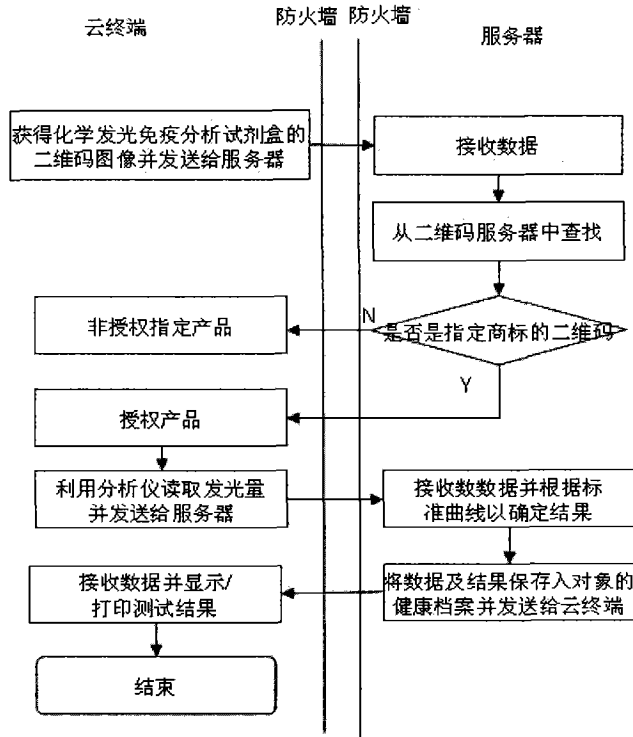 云终端
防火墙
防火墙
服务器
获得化学发光免疫分析试剂盒的
二维码图像并发送给服务器
接收数据
从二维码服务器中查找
是否是指定商标的二维码
N
非授权指定产品
Y
授权产品
利用分析仪读取发光量
并发送给服务器
接收数数据并根据标
准曲线以确定结果
将数据及结果保存入对象的
健康档案并发送给云终端
接收数据并显示/
打印测试结果
结束